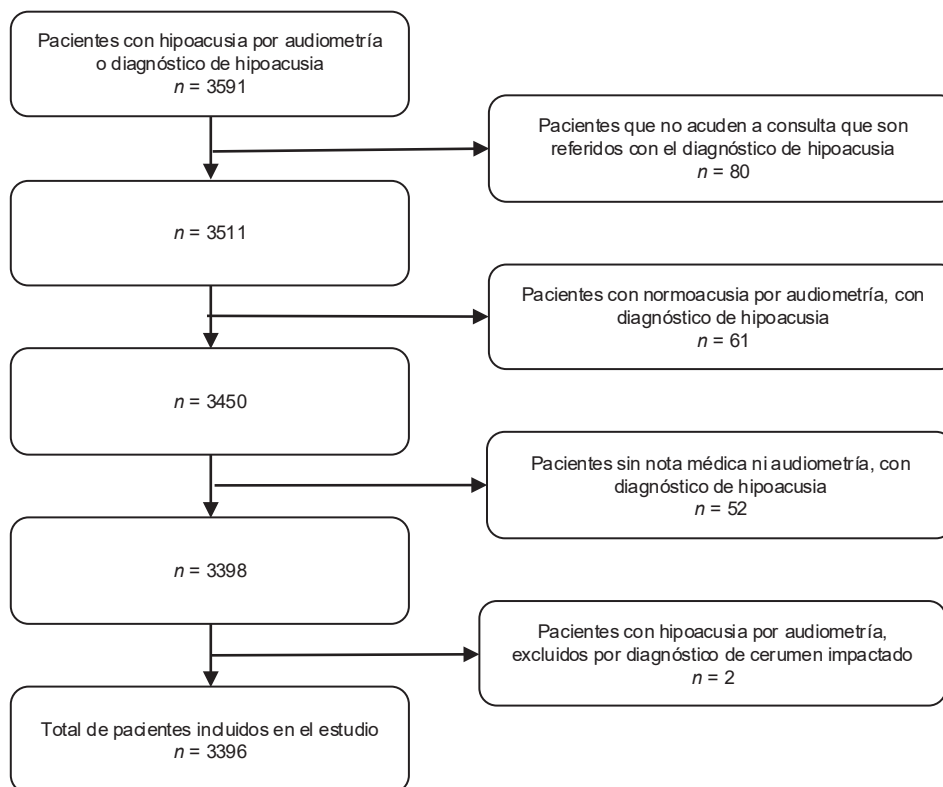 Pacientes con hipoacusia por audiometría
o diagnóstico de hipoacusia
n = 3591
Pacientes que no acuden a consulta que son
referidos con el diagnóstico de hipoacusia
n = 80
n = 3511
Pacientes con normoacusia por audiometría, con
diagnóstico de hipoacusia
n = 61
n = 3450
Pacientes sin nota médica ni audiometría, con
diagnóstico de hipoacusia
n = 52
n = 3398
Pacientes con hipoacusia por audiometría,
excluidos por diagnóstico de cerumen impactado
n = 2
Total de pacientes incluidos en el estudio
n = 3396